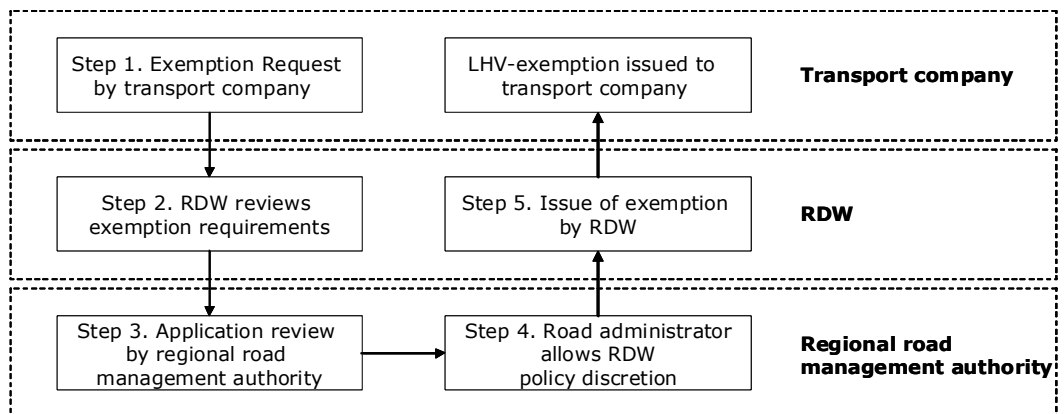 Step 1. Exemption Request
by transport company
LHV-exemption issued to
transport company
Transport company
Step 2. RDW reviews
exemption requirements
Step 5. Issue of exemption
by RDW
RDW
Step 3. Application review
by regional road
management authority
Step 4. Road administrator
allows RDW
policy discretion
Regional road
management authority